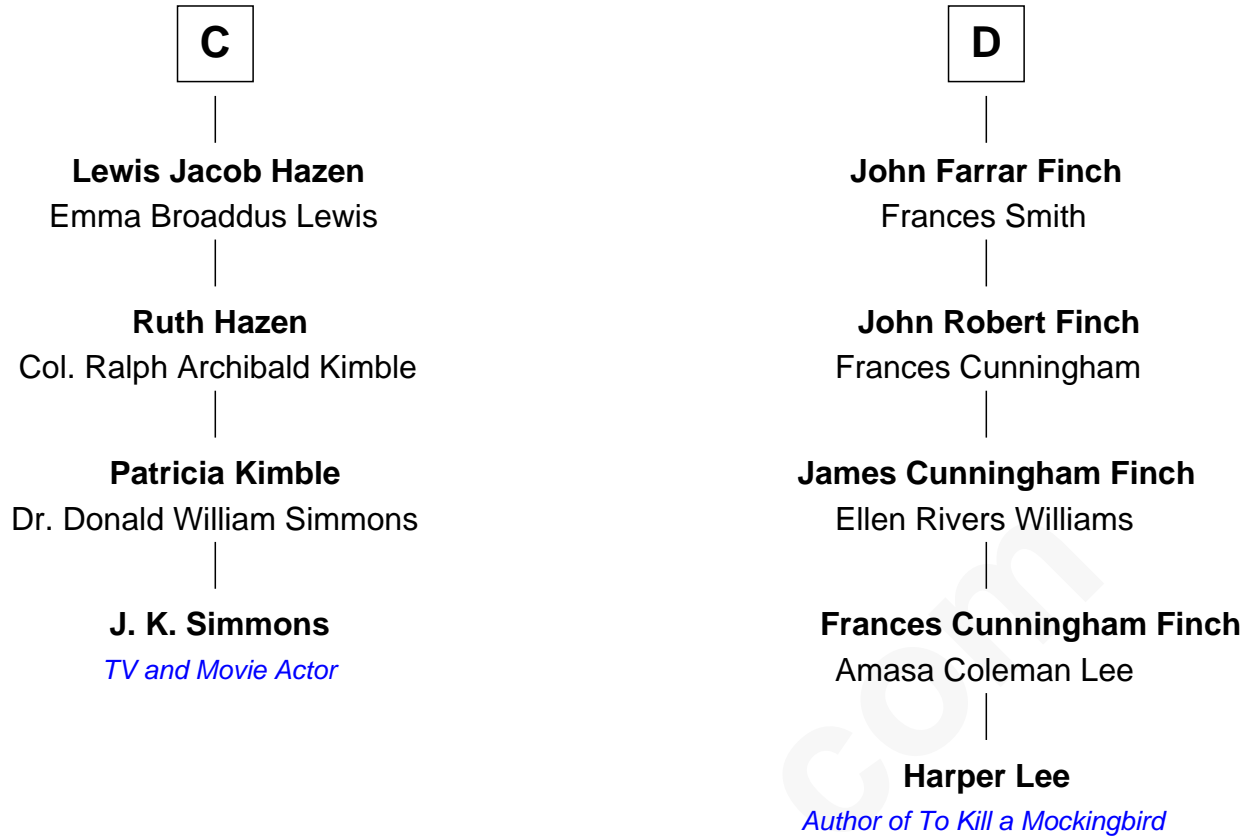 C
Lewis Jacob Hazen
Emma Broaddus Lewis
Ruth Hazen
Col. Ralph Archibald Kimble
Patricia Kimble
Dr. Donald William Simmons
J. K. Simmons
TV and Movie Actor
D
John Farrar Finch
Frances Smith
John Robert Finch
Frances Cunningham
James Cunningham Finch
Ellen Rivers Williams
Frances Cunningham Finch
Amasa Coleman Lee
Harper Lee
Author of To Kill a Mockingbird
com